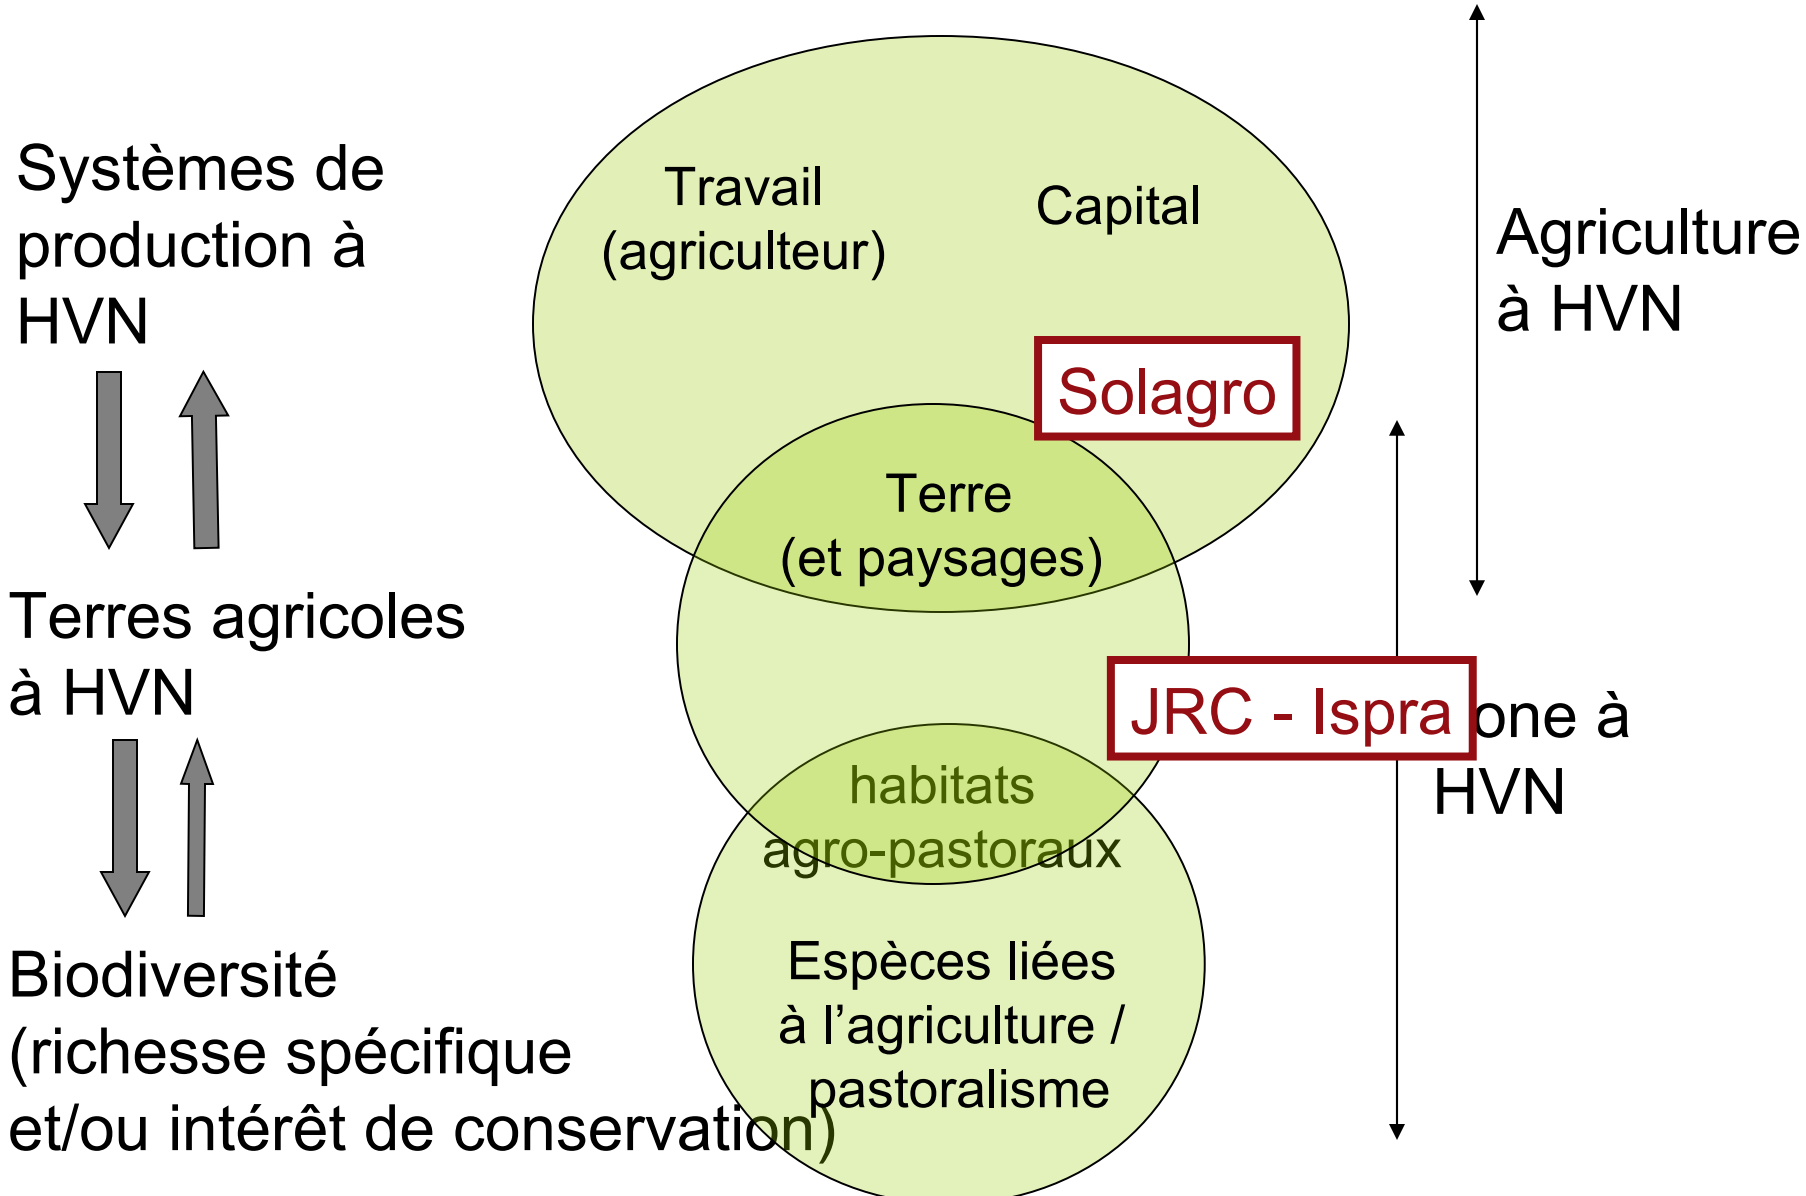 Systèmes de
production à
HVN
Terres agricoles
à HVN
Biodiversité
(richesse spécifique
et/ou intérêt de conservation)
Travail
(agriculteur)
Capital
Solagro
Terre
(et paysages)
habitats
agro-pastoraux
Espèces liées
à l’agriculture /
pastoralisme
Agriculture
à HVN
JRC - Ispra
one à
HVN